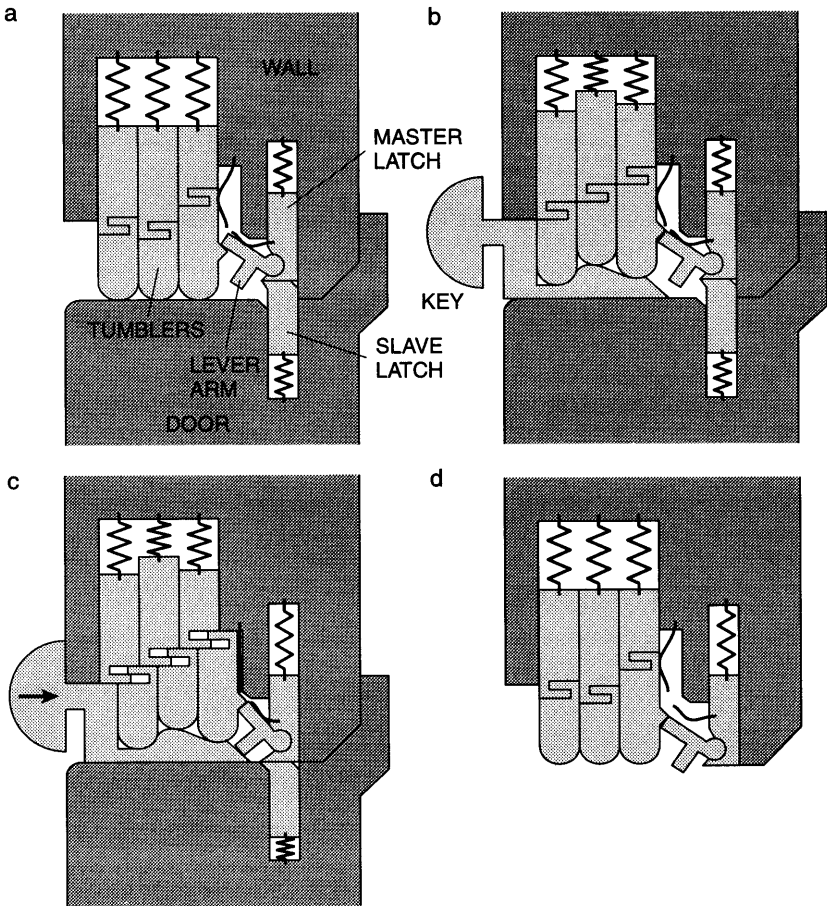 a
WALL
MASTER
LATCH
TUMBLERS
LEVER
ARM
SLAVE
LATCH
DOOR
b
KEY
c
d